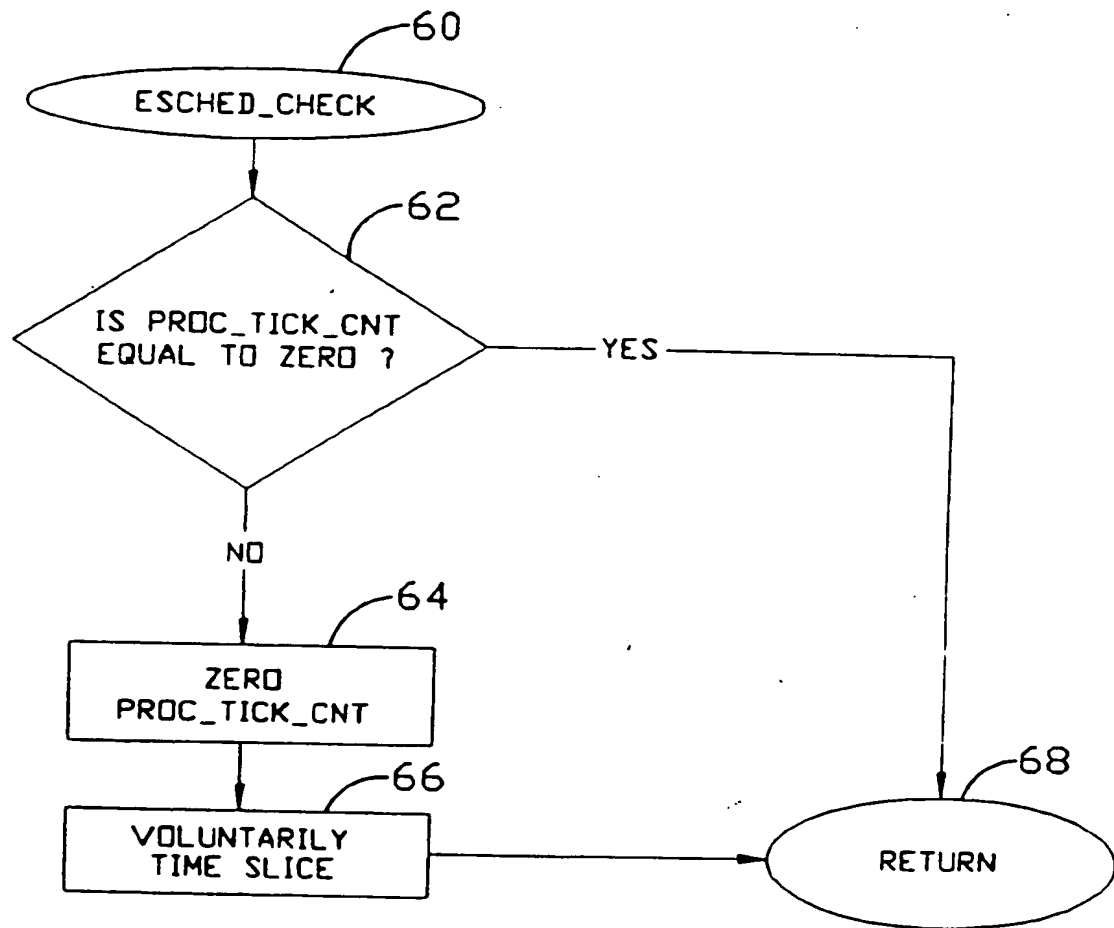 60
ESCHED_CHECK
62
IS PROC_TICK_CNT
EQUAL TO ZERO ?
YES
NO
64
ZERO
PROC_TICK_CNT
66
VOLUNTARILY
TIME SLICE
68
RETURN